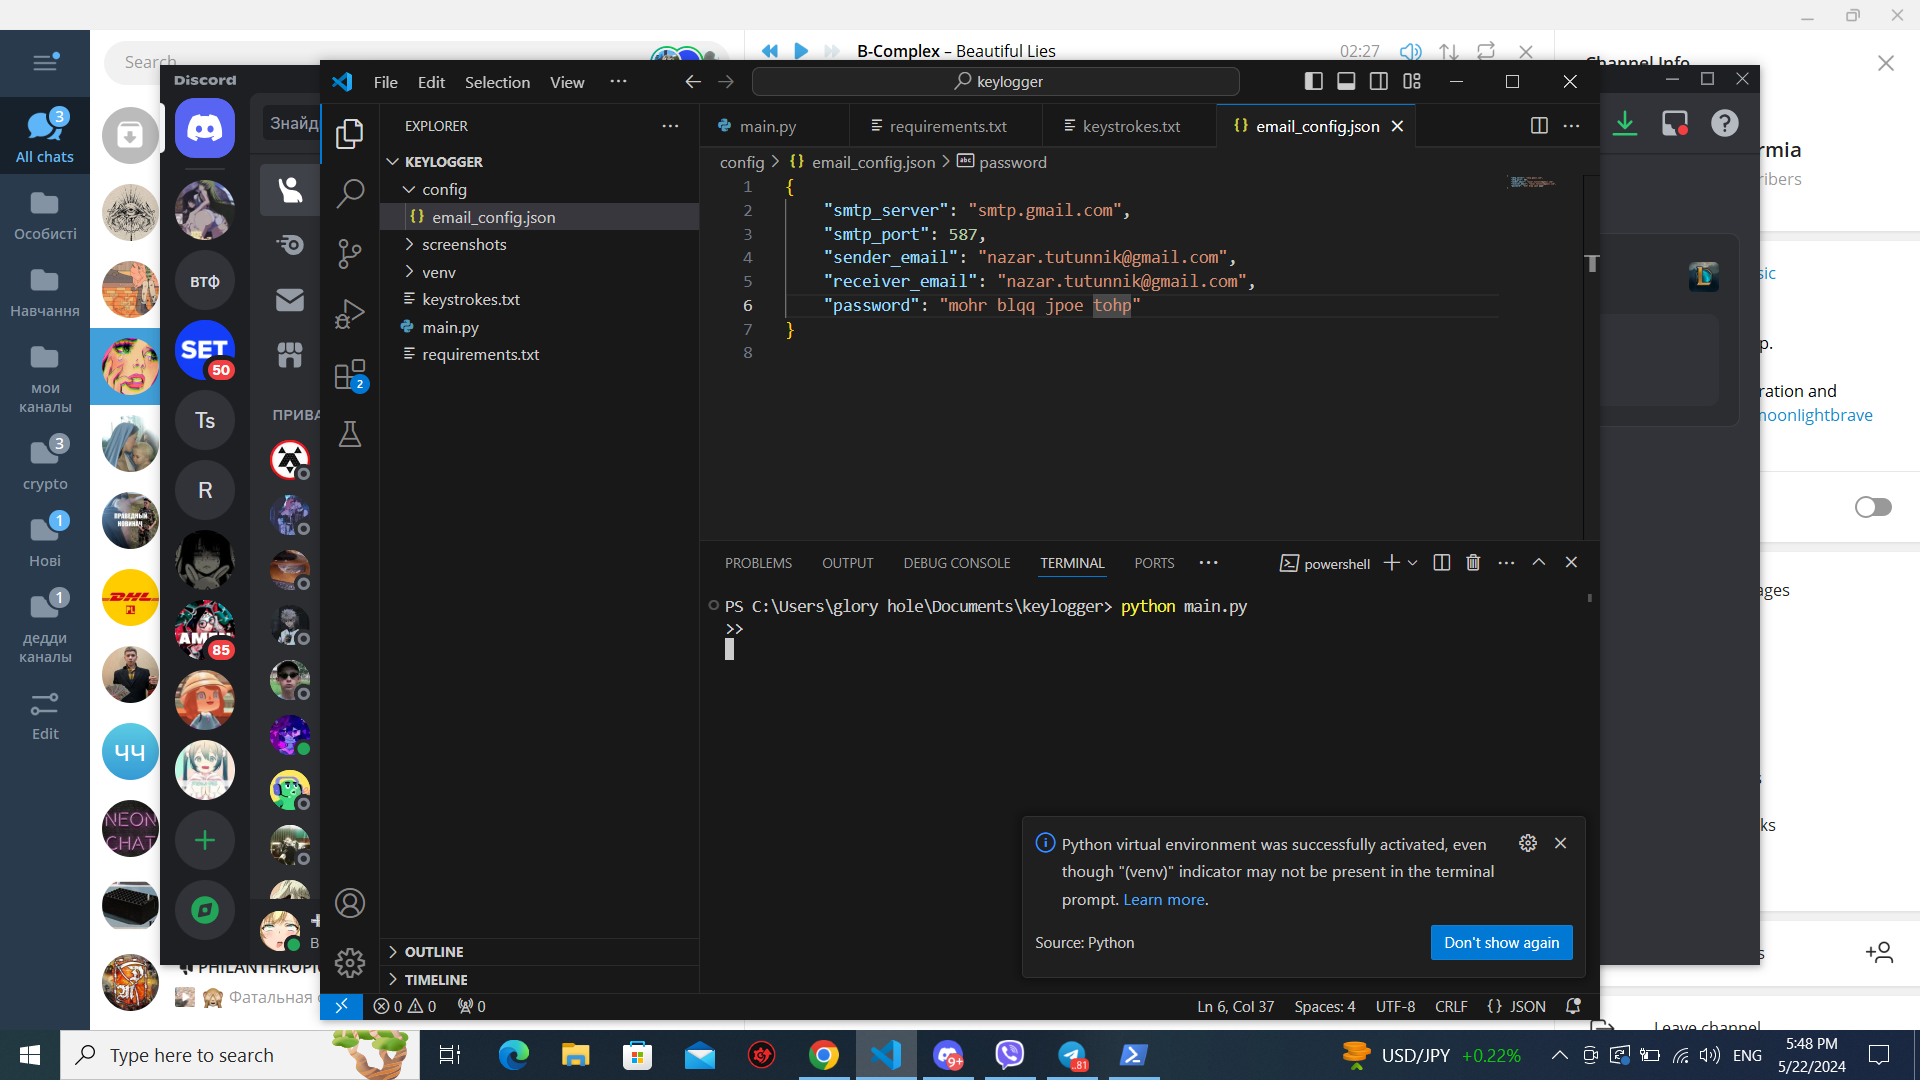 Search
All chats
3
Особисті
Навчання
мои
каналы
crypto
3
Нові
1
дедди
каналы
1
Edit
B-Complex – Beautiful Lies
02:27
Channel Info
rmia
ribers
sic
p.
ration and
moonlightbrave
ages
ks
Leave channel
ЧЧ
NEON
CHAT
DHL
PL
ПРАВЕДНЫЙ
НОВИНАЧ
PHILANTHROPI
Фатальная
Discord
Знайд
втф
SET
50
Ts
R
AMEN
85
ПРИВА
В
File
Edit
Selection
View
keylogger
EXPLORER
KEYLOGGER
config
{} email_config.json
screenshots
venv
keystrokes.txt
main.py
requirements.txt
OUTLINE
TIMELINE
2
main.py
requirements.txt
keystrokes.txt
{} email_config.json
config > {} email_config.json > abc password
1 {
2 "smtp_server": "smtp.gmail.com",
3 "smtp_port": 587,
4 "sender_email": "nazar.tutunnik@gmail.com",
5 "receiver_email": "nazar.tutunnik@gmail.com",
6 "password": "mohr blqq jpoe tohp"
7 }
8
PROBLEMS
OUTPUT
DEBUG CONSOLE
TERMINAL
PORTS
powershell
PS C:\Users\glory hole\Documents\keylogger> python main.py
>>
Python virtual environment was successfully activated, even
though "(venv)" indicator may not be present in the terminal
prompt. Learn more.
Source: Python
Don't show again
0 0
0
Ln 6, Col 37
Spaces: 4
UTF-8
CRLF
{} JSON
Type here to search
9+
..81
USD/JPY +0.22%
ENG
5:48 PM
5/22/2024